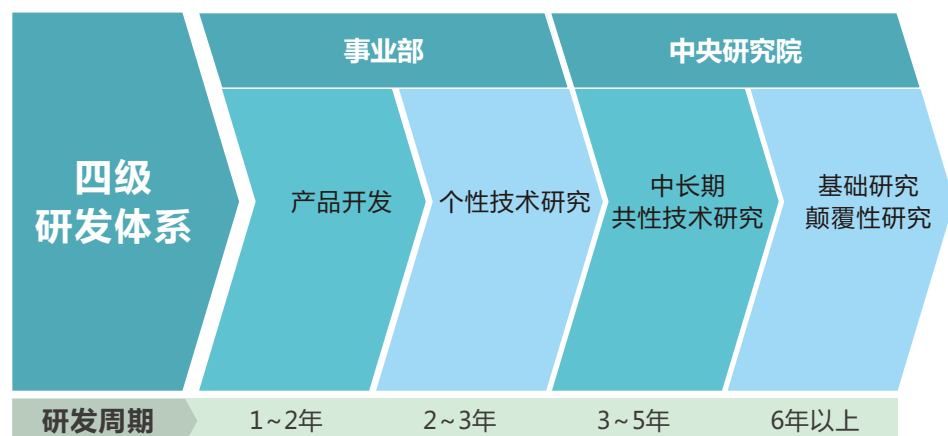 四级
研发体系
事业部
中央研究院
产品开发
个性技术研究
中长期
共性技术研究
基础研究
颠覆性研究
研发周期
1~2年
2~3年
3~5年
6年以上